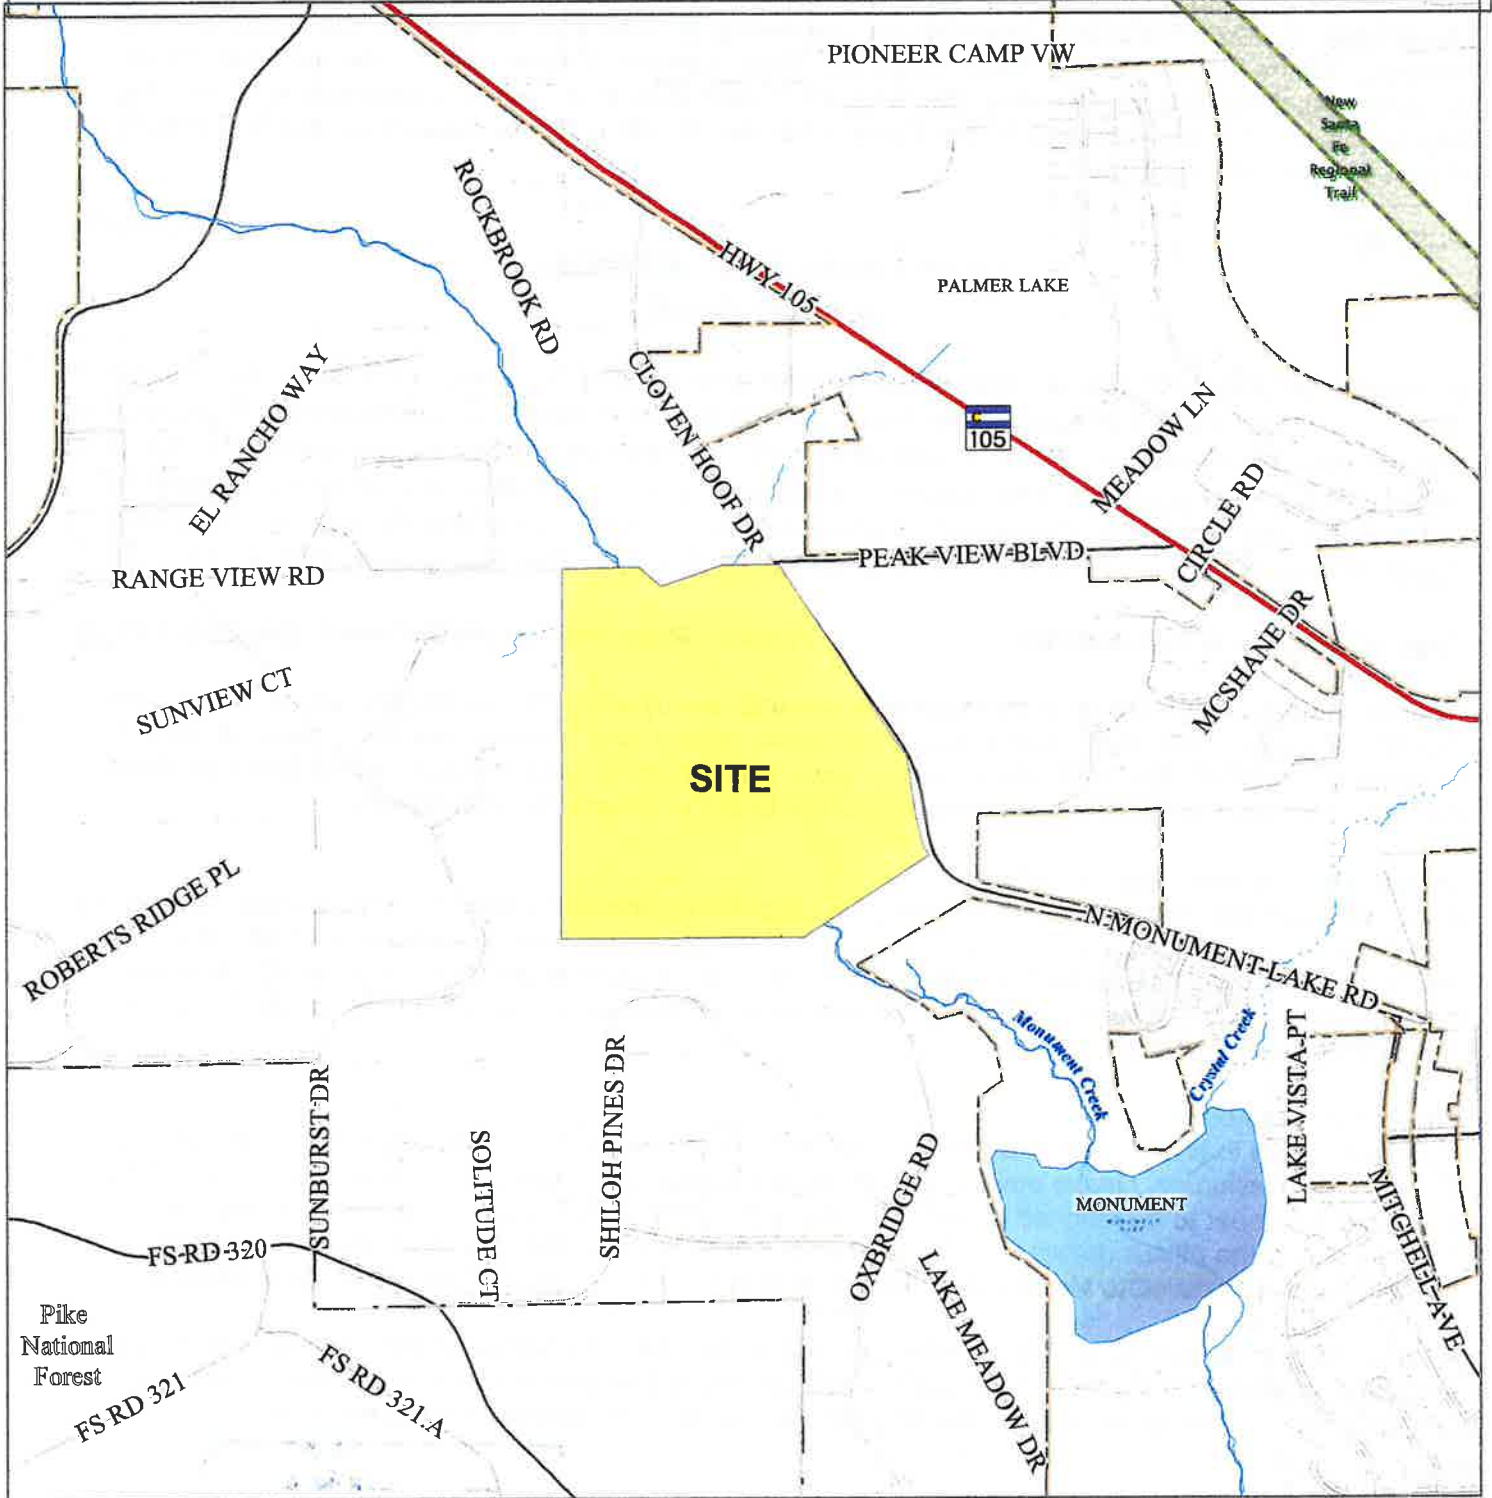 PIONEER CAMP VW
New
Santa
Fe
Regional
Trail
ROCKBROOK RD
HWY 105
PALMER LAKE
EL RANCHO WAY
CLOVEN HOOF DR
105
MEADOW LN
CIRCLE RD
PEAK VIEW BLVD
RANGE VIEW RD
MCSHANE DR
SUNVIEW CT
SITE
ROBERTS RIDGE PL
N MONUMENT LAKE RD
Monument Creek
Crystal Creek
LAKE VISTA PT
SUNBURST DR
SOLITUDE CT
SHILOH PINES DR
OXBRIDGE RD
MONUMENT
MITCHELL AVE
FS RD 320
LAKE MEADOW DR
Pike
National
Forest
FS RD 321
FS RD 321.A